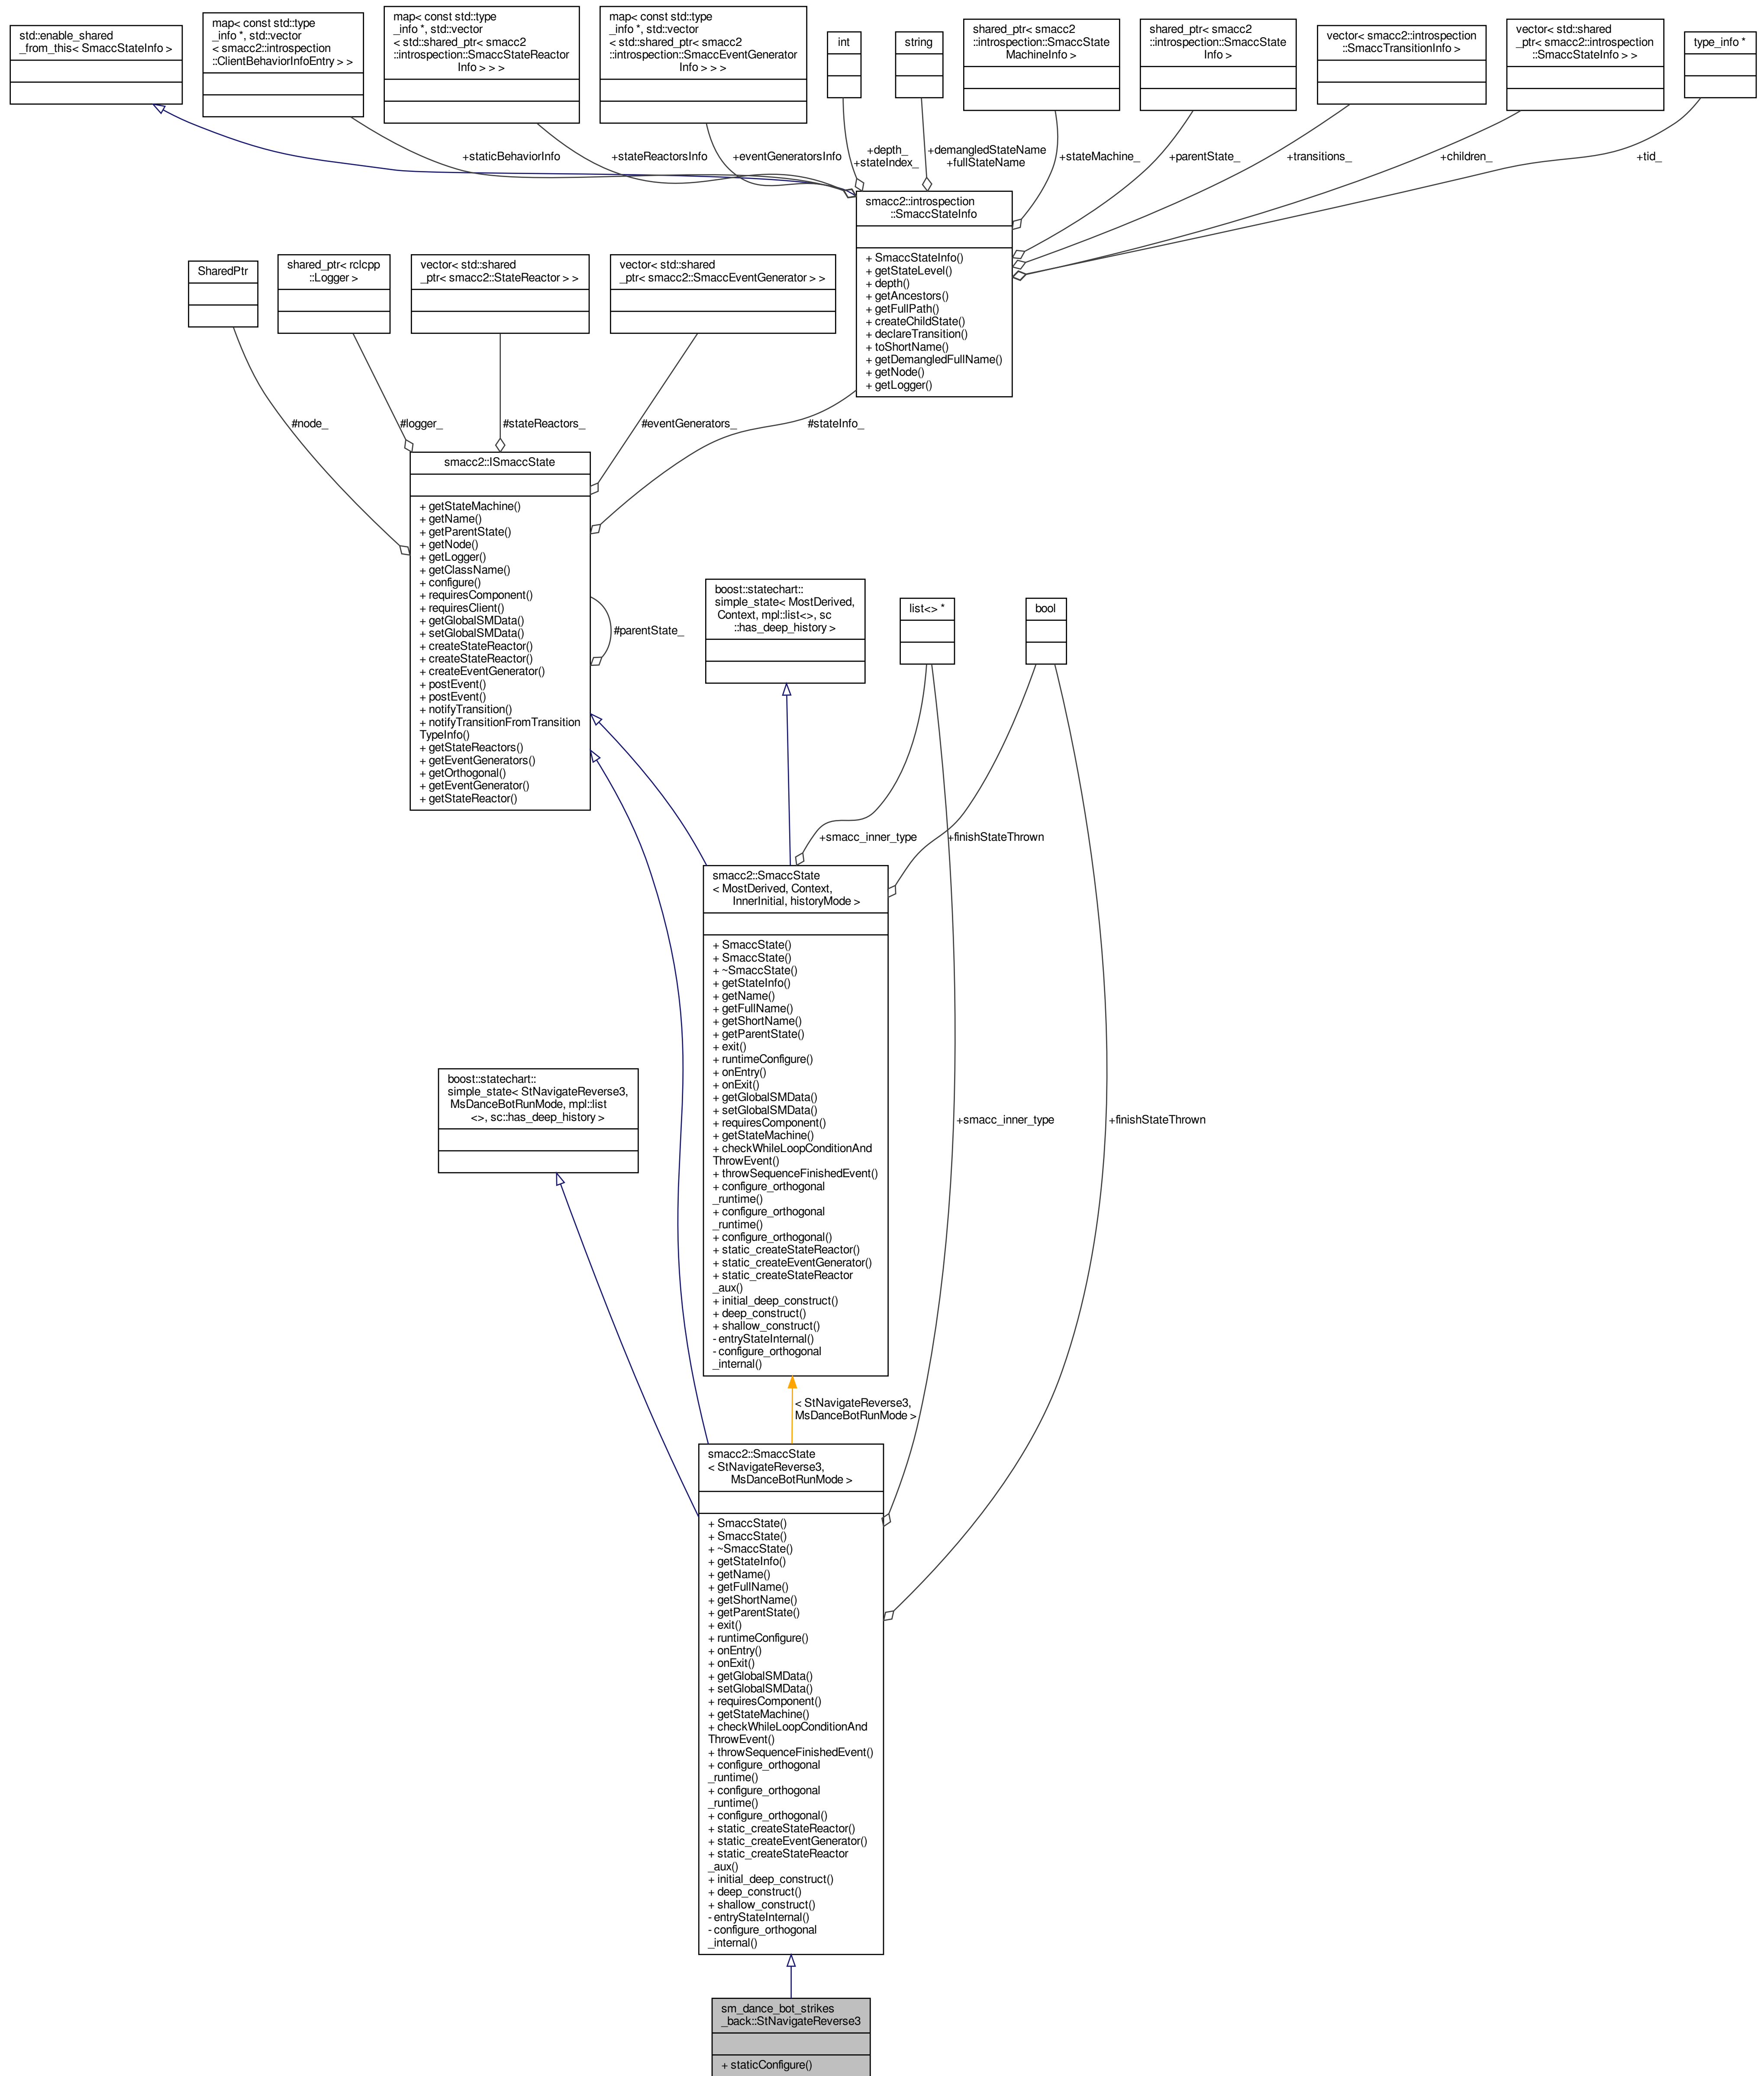 std::enable_shared
_from_this< SmaccStateInfo >
map< const std::type
_info *, std::vector
< smacc2::introspection
::ClientBehaviorInfoEntry > >
map< const std::type
_info *, std::vector
< std::shared_ptr< smacc2
::introspection::SmaccStateReactor
Info > > >
map< const std::type
_info *, std::vector
< std::shared_ptr< smacc2
::introspection::SmaccEventGenerator
Info > > >
int
string
shared_ptr< smacc2
::introspection::SmaccState
MachineInfo >
shared_ptr< smacc2
::introspection::SmaccState
Info >
vector< smacc2::introspection
::SmaccTransitionInfo >
vector< std::shared
_ptr< smacc2::introspection
::SmaccStateInfo > >
type_info *
+staticBehaviorInfo
+stateReactorsInfo
+eventGeneratorsInfo
+depth_
+stateIndex_
+demangledStateName
+fullStateName
+stateMachine_
+parentState_
+transitions_
+children_
+tid_
smacc2::introspection
::SmaccStateInfo
+ SmaccStateInfo()
+ getStateLevel()
+ depth()
+ getAncestors()
+ getFullPath()
+ createChildState()
+ declareTransition()
+ toShortName()
+ getDemangledFullName()
+ getNode()
+ getLogger()
SharedPtr
shared_ptr< rclcpp
::Logger >
vector< std::shared
_ptr< smacc2::StateReactor > >
vector< std::shared
_ptr< smacc2::SmaccEventGenerator > >
#node_
#logger_
#stateReactors_
#eventGenerators_
#stateInfo_
smacc2::ISmaccState
+ getStateMachine()
+ getName()
+ getParentState()
+ getNode()
+ getLogger()
+ getClassName()
+ configure()
+ requiresComponent()
+ requiresClient()
+ getGlobalSMData()
+ setGlobalSMData()
+ createStateReactor()
+ createStateReactor()
+ createEventGenerator()
+ postEvent()
+ postEvent()
+ notifyTransition()
+ notifyTransitionFromTransition
TypeInfo()
+ getStateReactors()
+ getEventGenerators()
+ getOrthogonal()
+ getEventGenerator()
+ getStateReactor()
#parentState_
boost::statechart::
simple_state< MostDerived,
Context, mpl::list<>, sc
::has_deep_history >
list<> *
bool
+smacc_inner_type
+finishStateThrown
smacc2::SmaccState
< MostDerived, Context,
InnerInitial, historyMode >
+ SmaccState()
+ SmaccState()
+ ~SmaccState()
+ getStateInfo()
+ getName()
+ getFullName()
+ getShortName()
+ getParentState()
+ exit()
+ runtimeConfigure()
+ onEntry()
+ onExit()
+ getGlobalSMData()
+ setGlobalSMData()
+ requiresComponent()
+ getStateMachine()
+ checkWhileLoopConditionAnd
ThrowEvent()
+ throwSequenceFinishedEvent()
+ configure_orthogonal
_runtime()
+ configure_orthogonal
_runtime()
+ configure_orthogonal()
+ static_createStateReactor()
+ static_createEventGenerator()
+ static_createStateReactor
_aux()
+ initial_deep_construct()
+ deep_construct()
+ shallow_construct()
- entryStateInternal()
- configure_orthogonal
_internal()
boost::statechart::
simple_state< StNavigateReverse3,
MsDanceBotRunMode, mpl::list
<>, sc::has_deep_history >
+smacc_inner_type
+finishStateThrown
< StNavigateReverse3,
MsDanceBotRunMode >
smacc2::SmaccState
< StNavigateReverse3,
MsDanceBotRunMode >
+ SmaccState()
+ SmaccState()
+ ~SmaccState()
+ getStateInfo()
+ getName()
+ getFullName()
+ getShortName()
+ getParentState()
+ exit()
+ runtimeConfigure()
+ onEntry()
+ onExit()
+ getGlobalSMData()
+ setGlobalSMData()
+ requiresComponent()
+ getStateMachine()
+ checkWhileLoopConditionAnd
ThrowEvent()
+ throwSequenceFinishedEvent()
+ configure_orthogonal
_runtime()
+ configure_orthogonal
_runtime()
+ configure_orthogonal()
+ static_createStateReactor()
+ static_createEventGenerator()
+ static_createStateReactor
_aux()
+ initial_deep_construct()
+ deep_construct()
+ shallow_construct()
- entryStateInternal()
- configure_orthogonal
_internal()
sm_dance_bot_strikes
_back::StNavigateReverse3
+ staticConfigure()